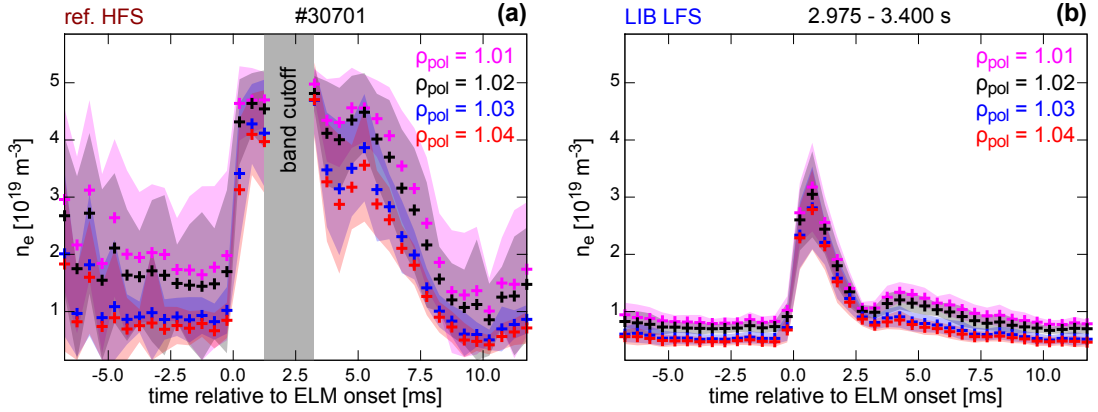 ref. HFS #30701 (a)
ρpol = 1.01
ρpol = 1.02
ρpol = 1.03
ρpol = 1.04
band cutoff
5
4
3
2
1
ne [10^19 m^-3]
-5.0 -2.5 0.0 2.5 5.0 7.5 10.0
time relative to ELM onset [ms]
LIB LFS 2.975 - 3.400 s (b)
ρpol = 1.01
ρpol = 1.02
ρpol = 1.03
ρpol = 1.04
5
4
3
2
1
ne [10^19 m^-3]
-5.0 -2.5 0.0 2.5 5.0 7.5 10.0
time relative to ELM onset [ms]